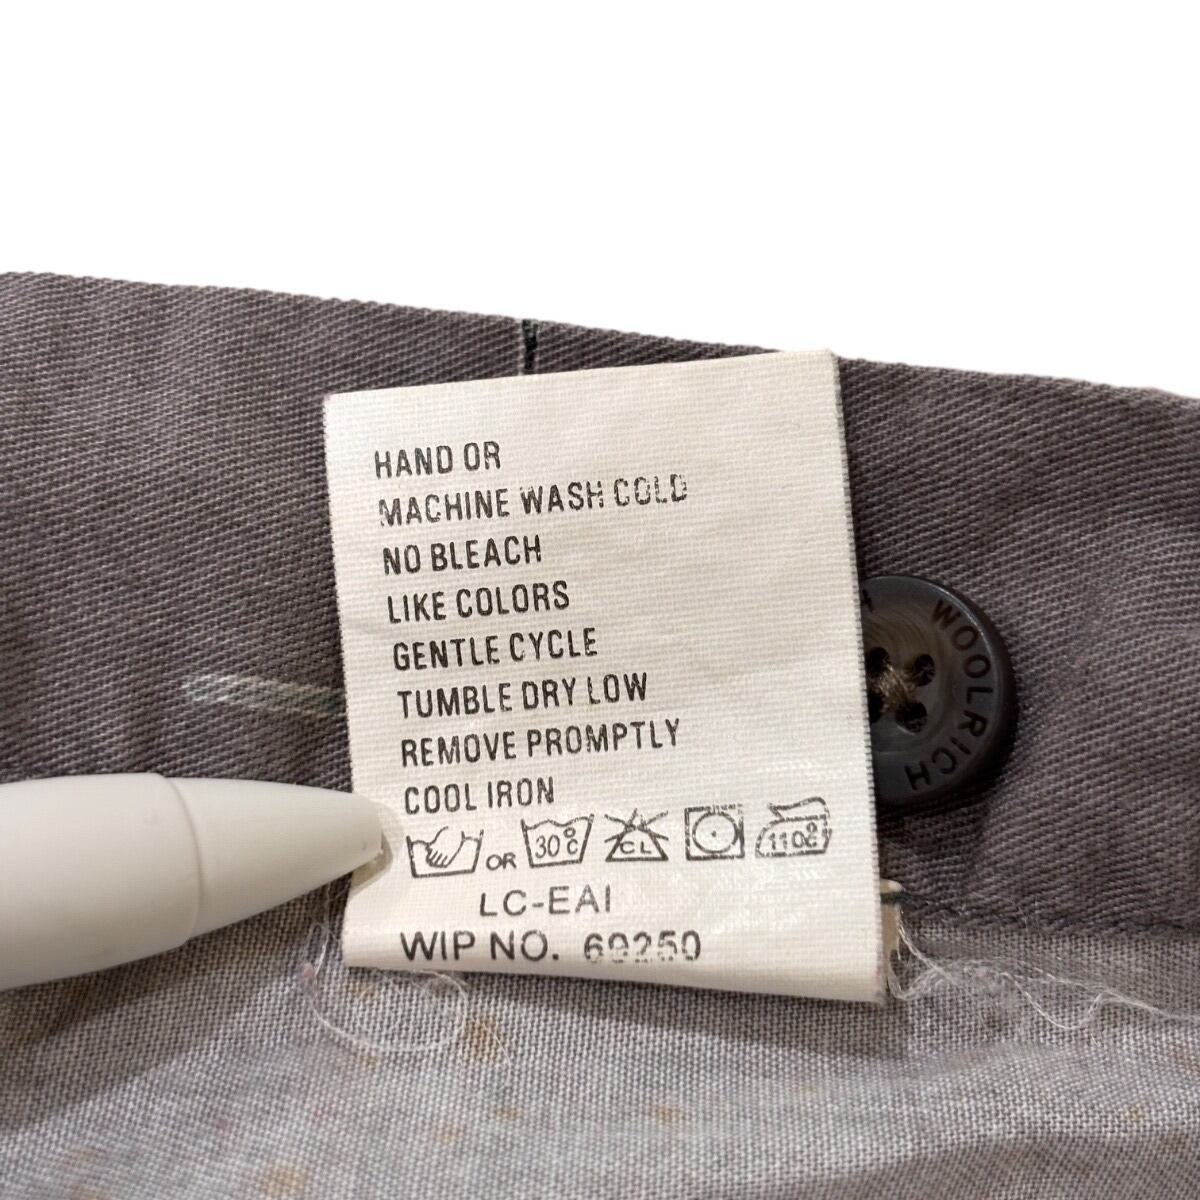 HAND OR
MACHINE WASH COLD
NO BLEACH
LIKE COLORS
GENTLE CYCLE
TUMBLE DRY LOW
REMOVE PROMPTLY
COOL IRON
OR 30°C CL 110°C
LC-EAI
WIP NO. 69250
WOOLRICH